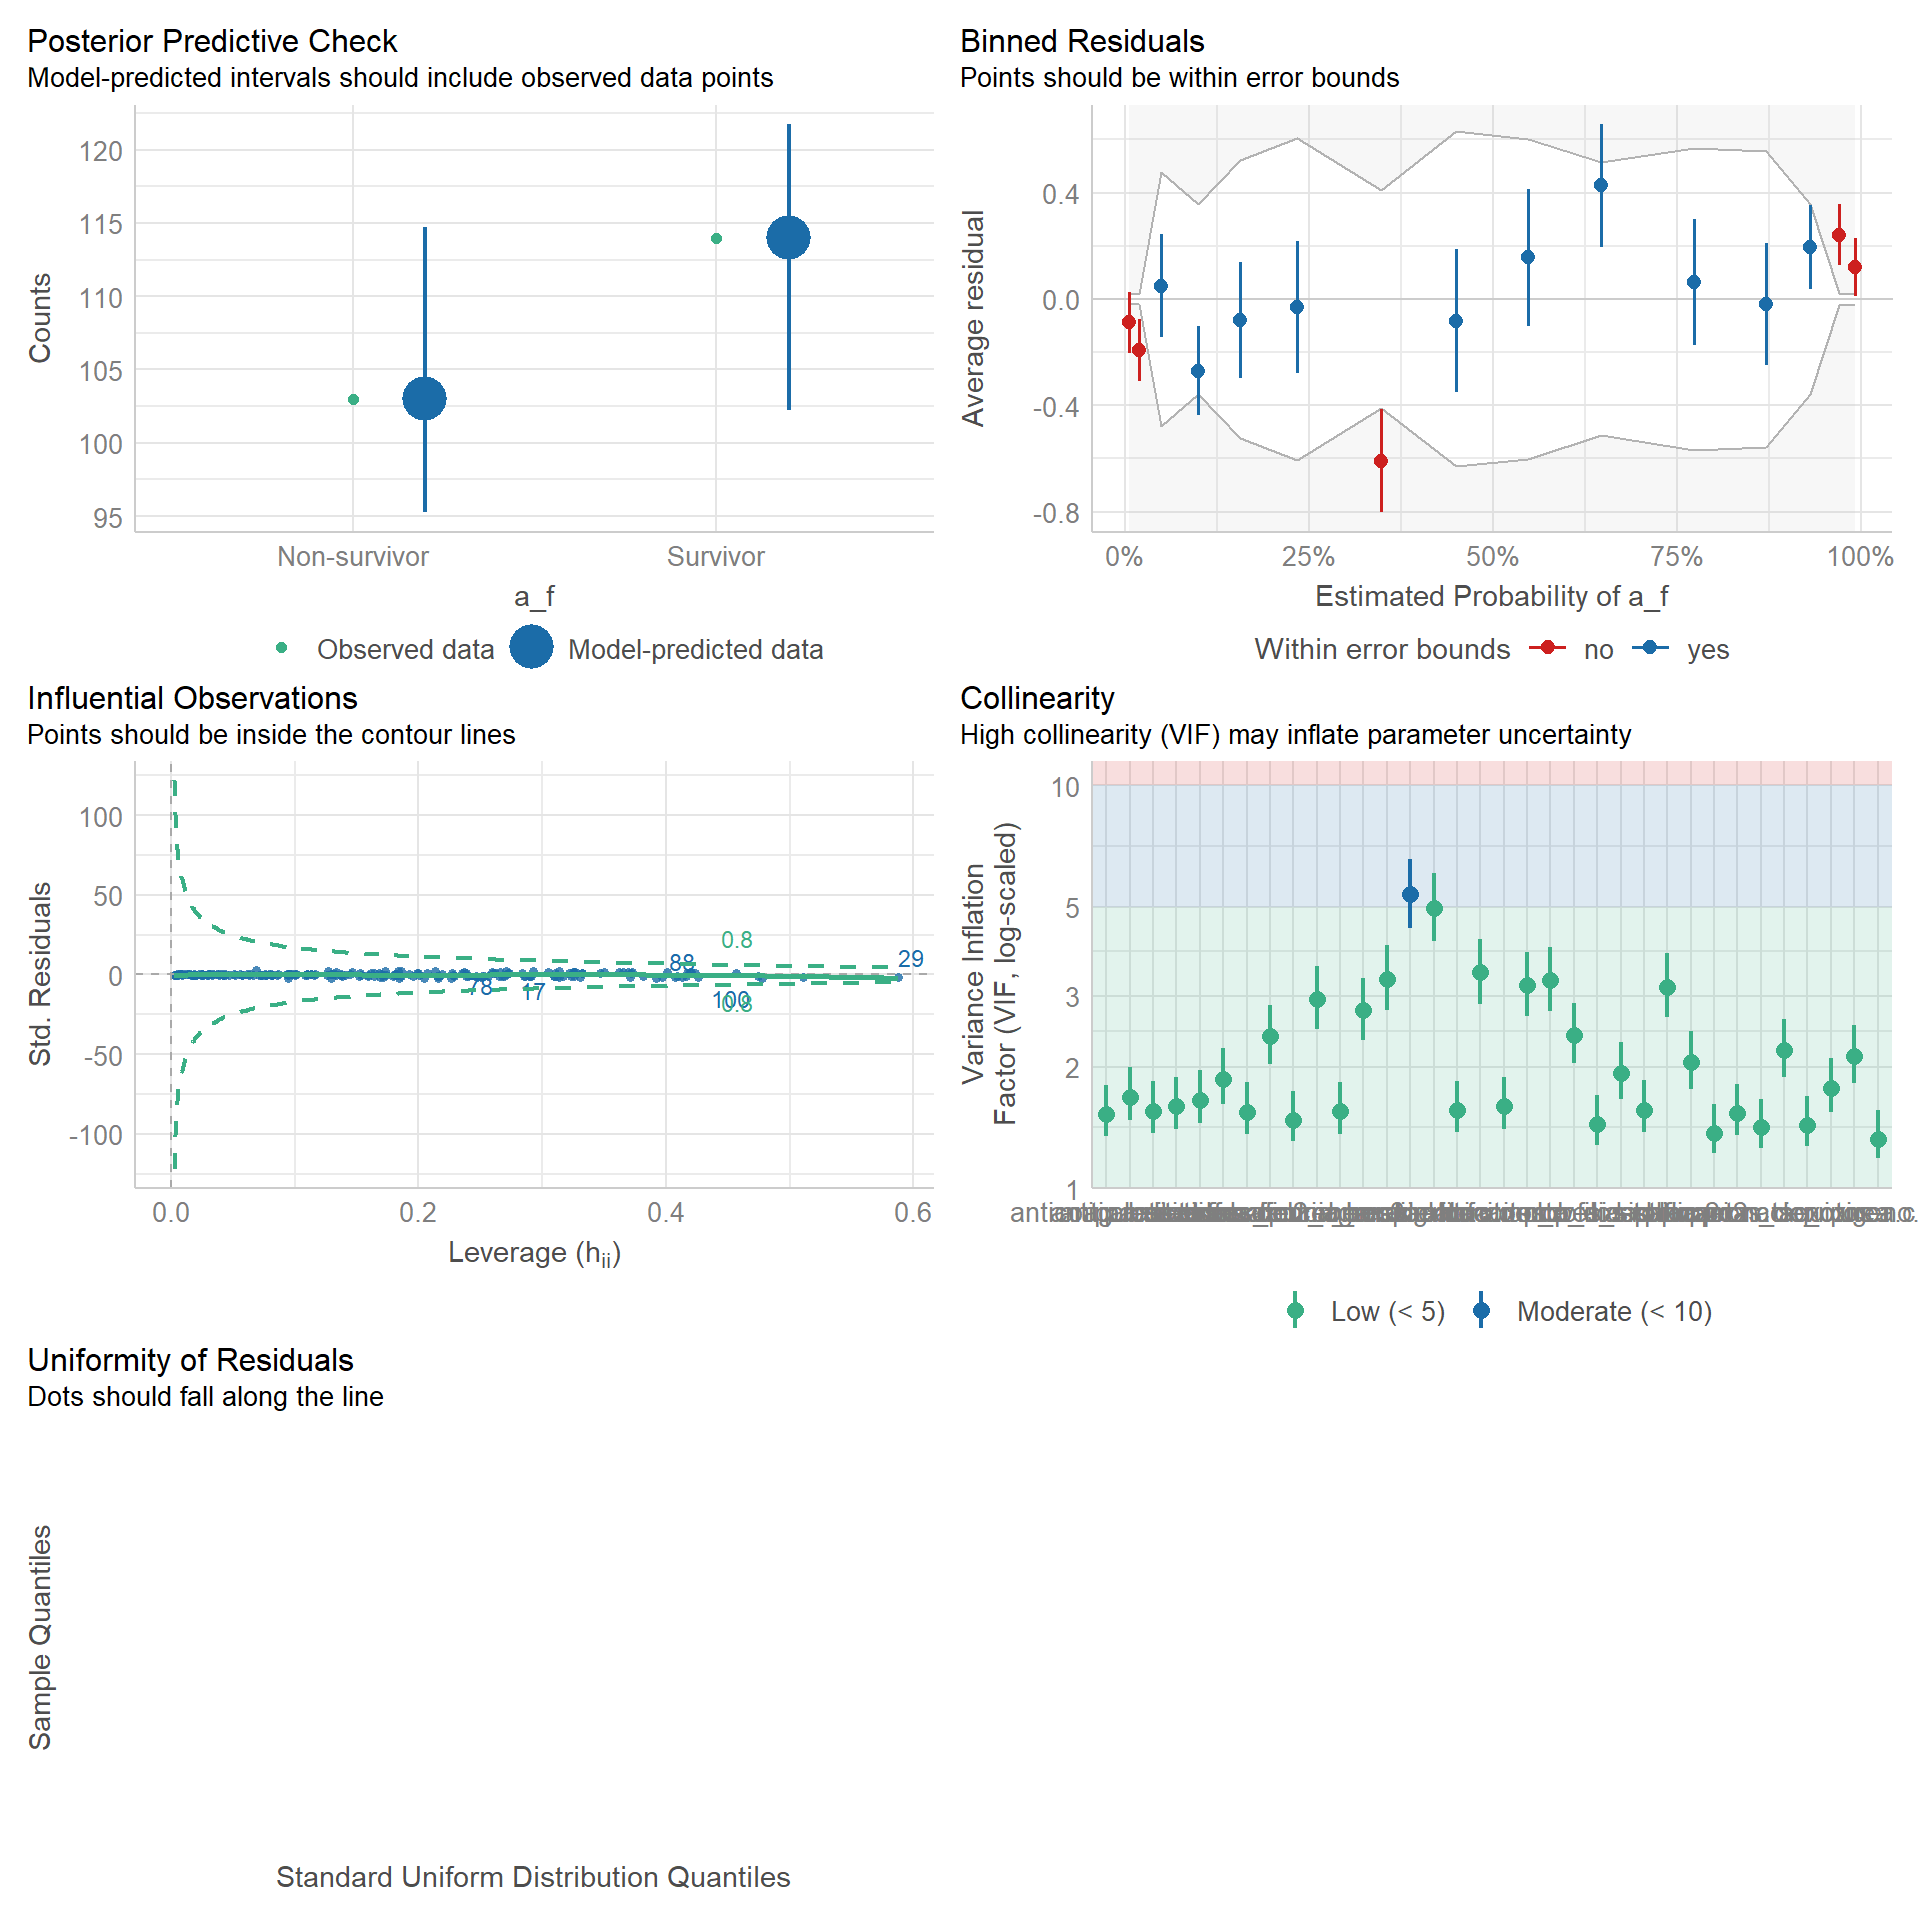 Posterior Predictive Check
Model-predicted intervals should include observed data points
Counts
120
115
110
105
100
95
Non-survivor
Survivor
a_f
Observed data
Model-predicted data
Binned Residuals
Points should be within error bounds
Average residual
0.4
0.0
-0.4
-0.8
0%
25%
50%
75%
100%
Estimated Probability of a_f
Within error bounds
no
yes
Influential Observations
Points should be inside the contour lines
Std. Residuals
100
50
0
-50
-100
0.8
88
29
78
17
100
0.8
0.0
0.2
0.4
0.6
Leverage (hii)
Collinearity
High collinearity (VIF) may inflate parameter uncertainty
Variance Inflation
Factor (VIF, log-scaled)
10
5
3
2
1
Low (< 5)
Moderate (< 10)
Uniformity of Residuals
Dots should fall along the line
Sample Quantiles
Standard Uniform Distribution Quantiles